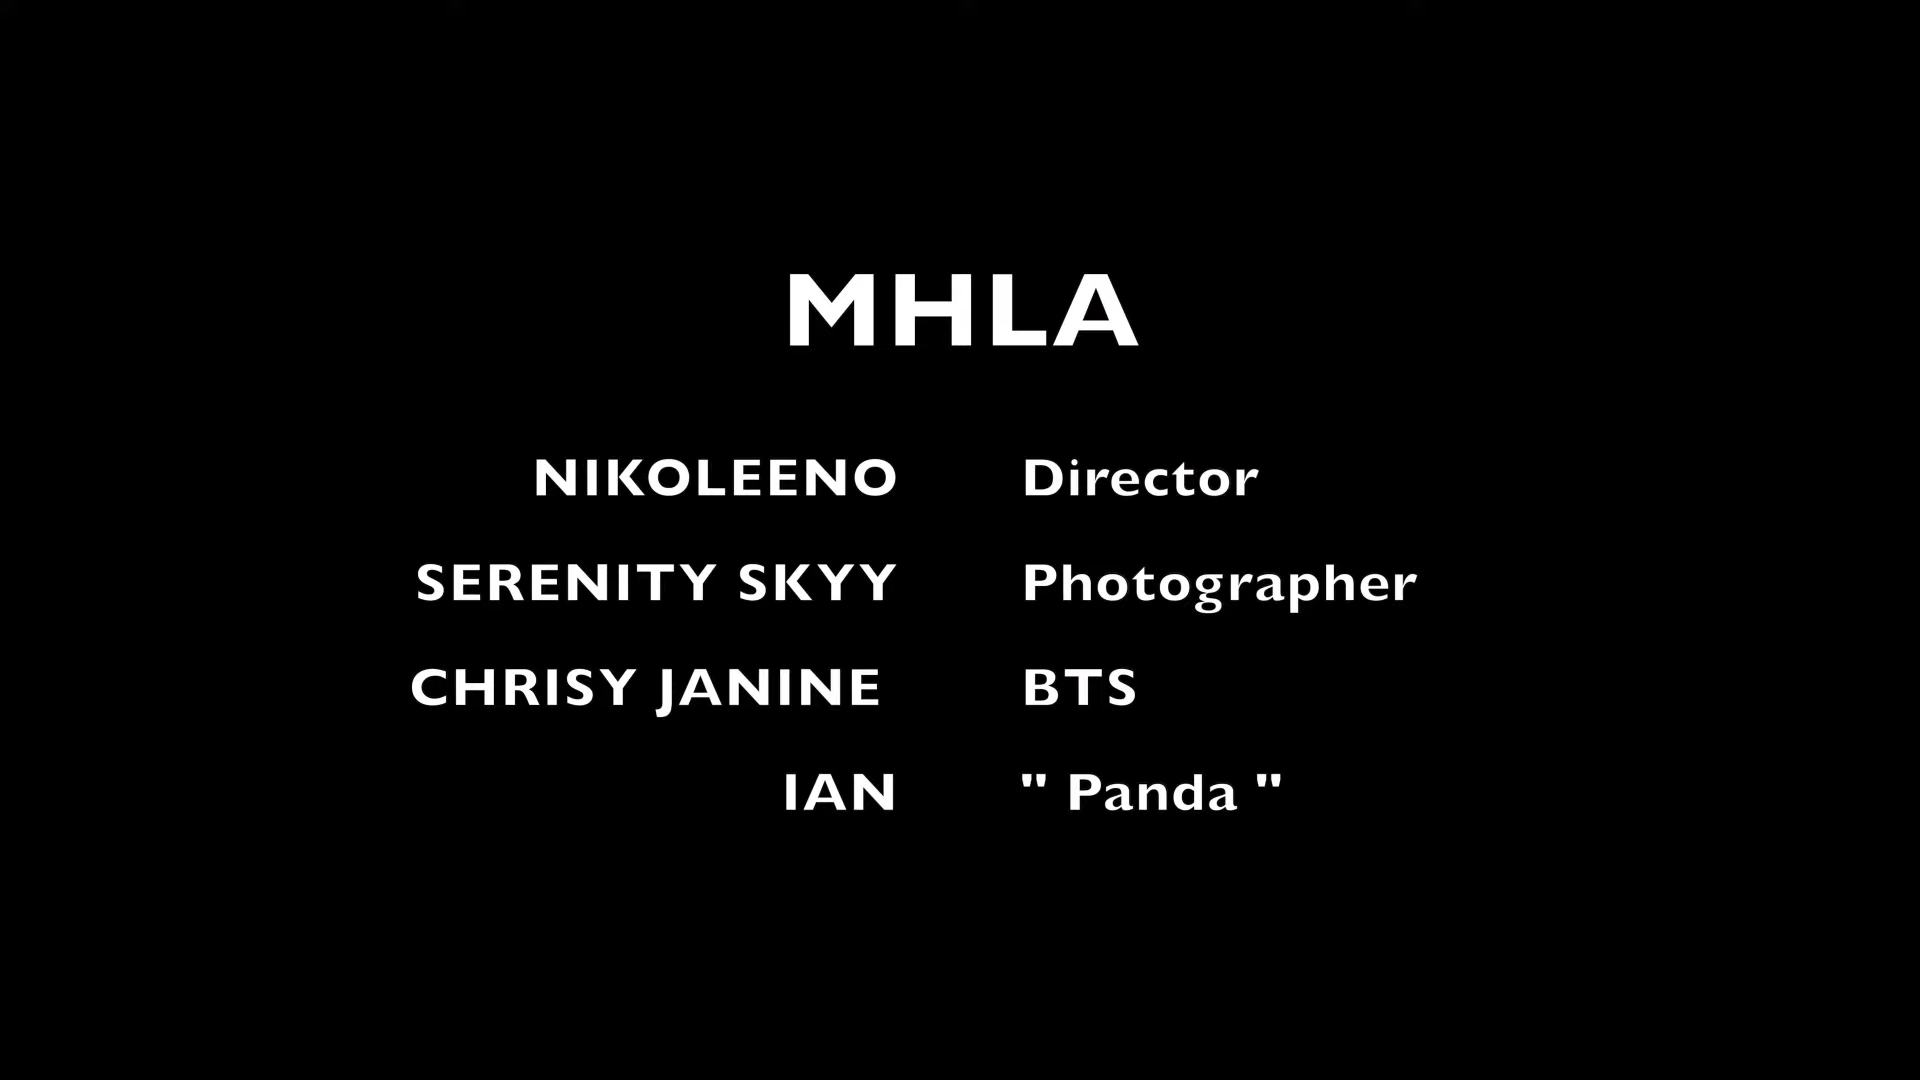 MHLA
NIKOLEENO Director
SERENITY SKYY Photographer
CHRISY JANINE BTS
IAN " Panda "